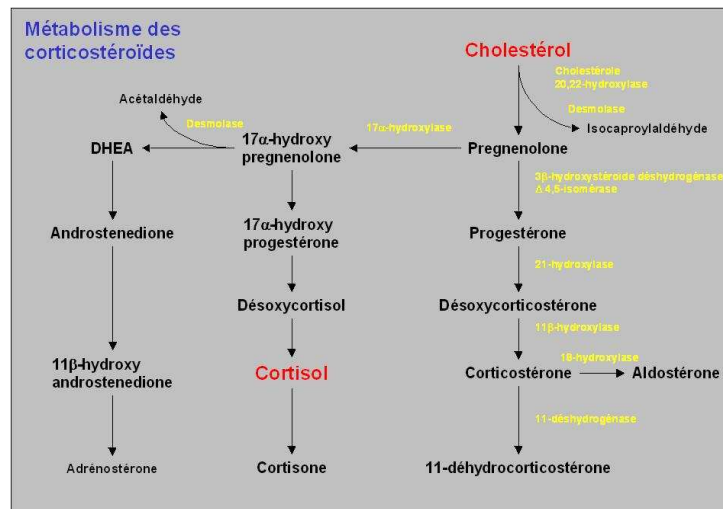 Métabolisme des
corticostéroïdes
Cholestérol
Cholestérole
20,22-hydroxylase
Desmolase
Isocaproylaldéhyde
Acétaldéhyde
Desmolase
DHEA
17α-hydroxy
pregnenolone
17α-hydroxylase
Pregnenolone
3β-hydroxystéroide déshydrogénase
Δ 4,5-isomérase
Androstenedione
17α-hydroxy
progestérone
Progestérone
21-hydroxylase
Désoxycortisol
Désoxycorticostérone
11β-hydroxylase
11β-hydroxy
androstenedione
Cortisol
Corticostérone
18-hydroxylase
Aldostérone
11-déshydrogénase
Adrénostérone
Cortisone
11-déhydrocorticostérone